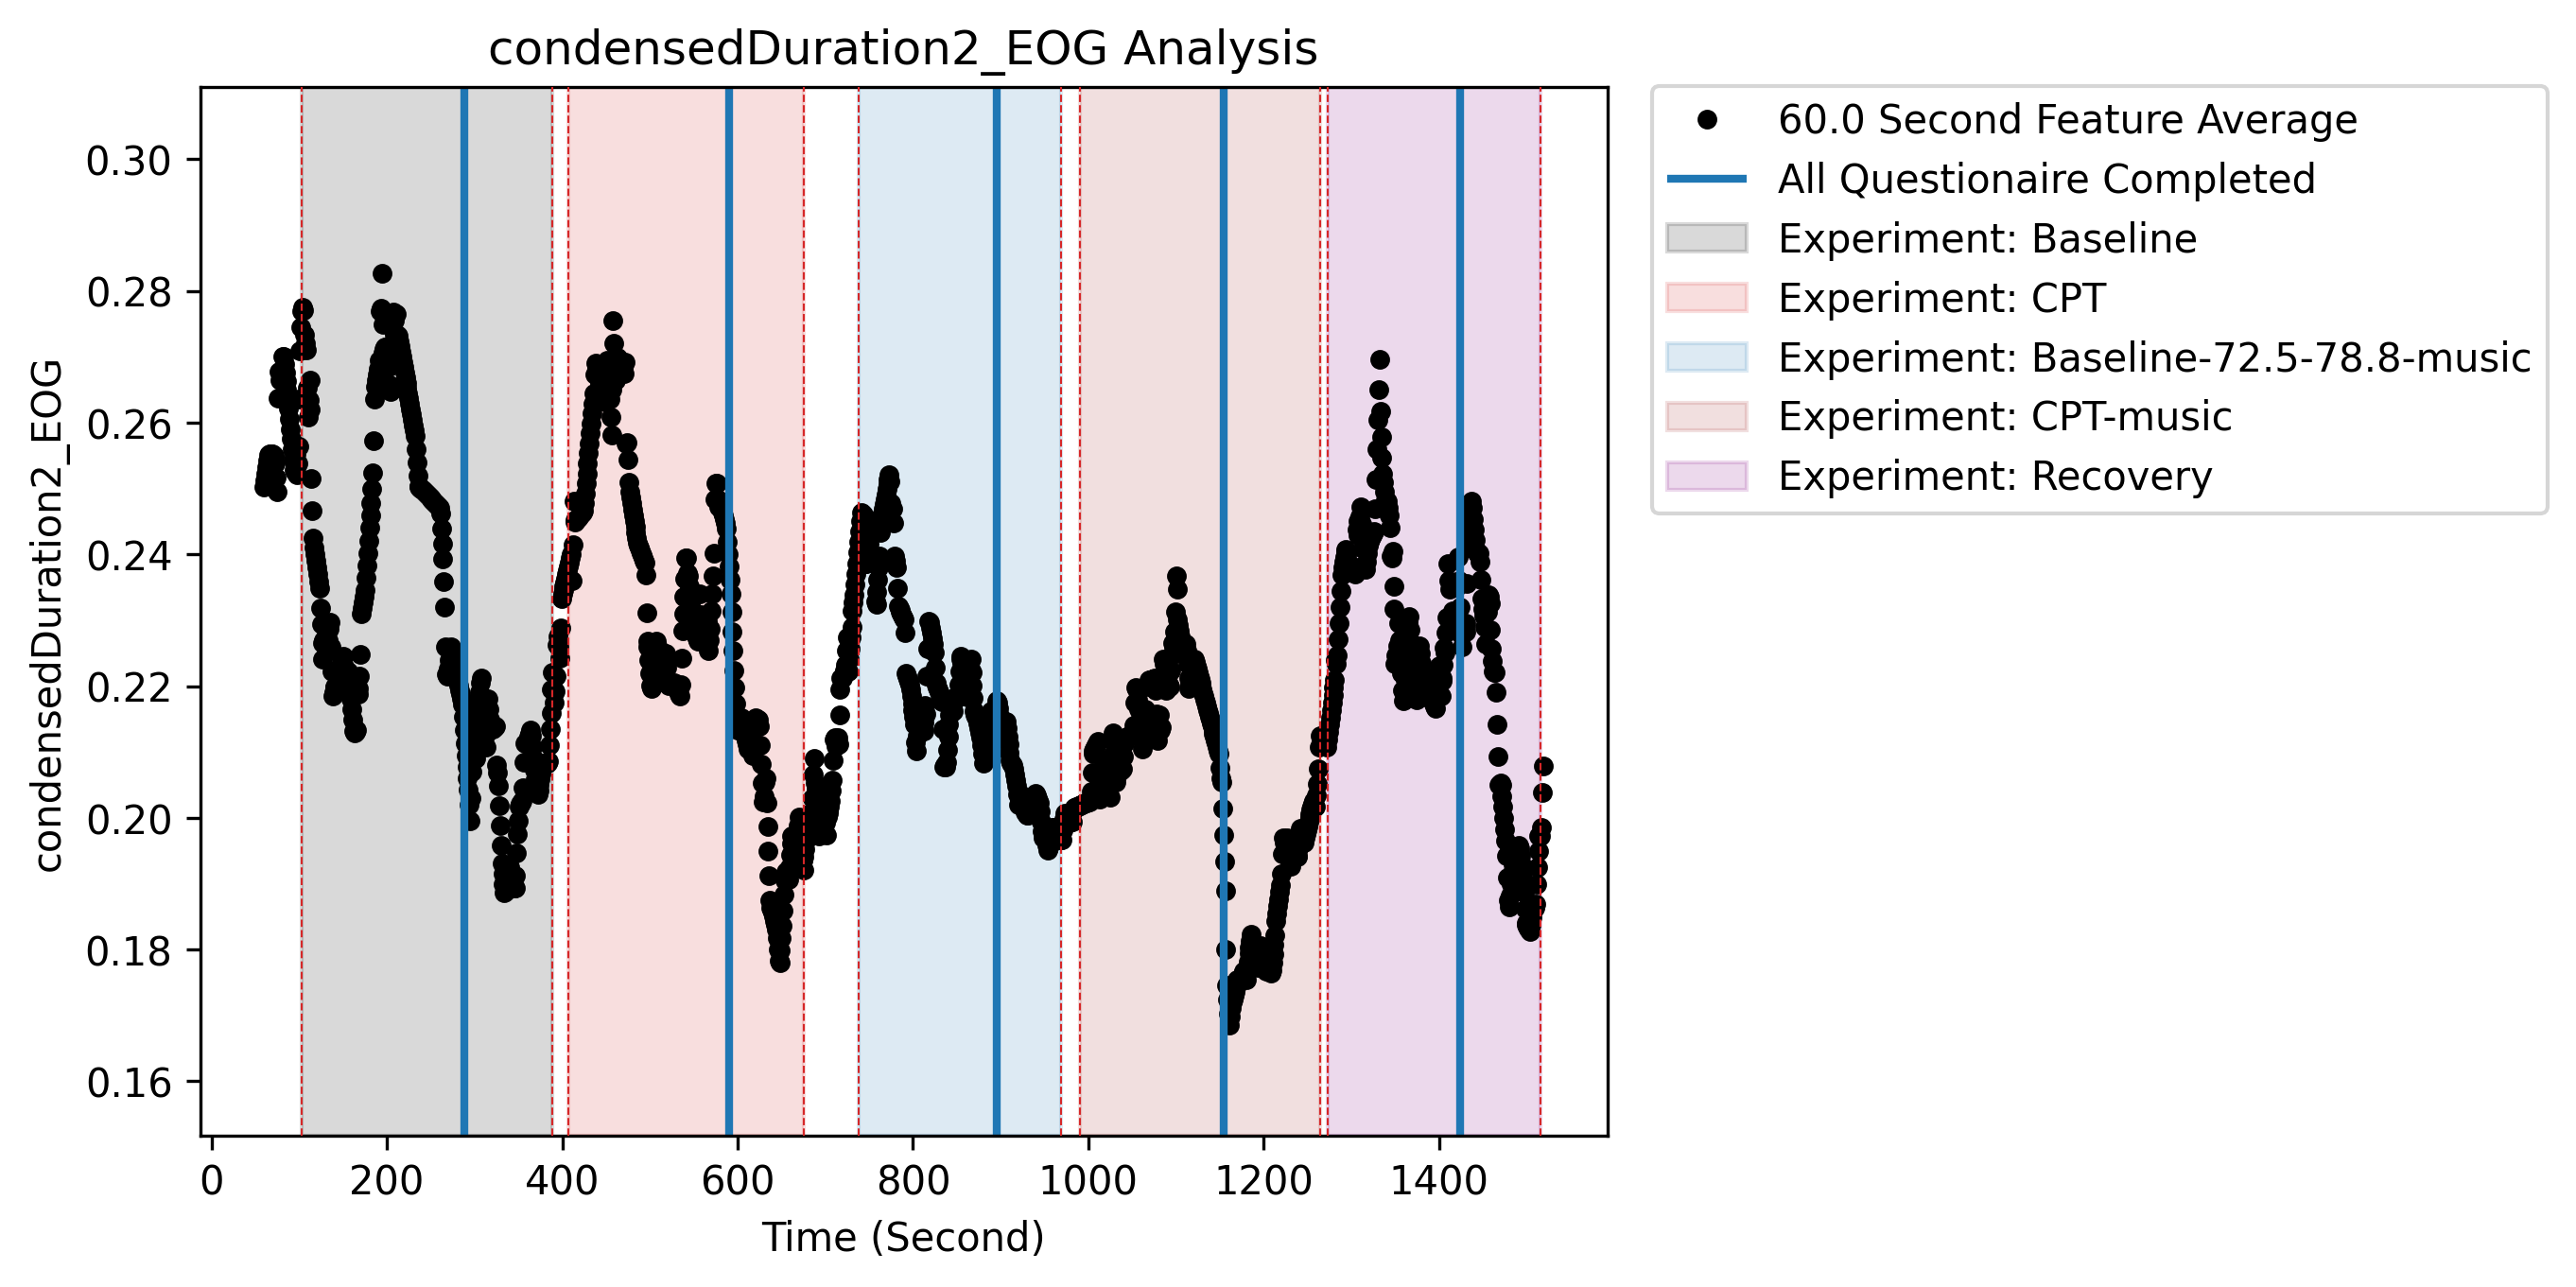 condensedDuration2_EOG Analysis
condensedDuration2_EOG
0.30
0.28
0.26
0.24
0.22
0.20
0.18
0.16
0
200
400
600
800
1000
1200
1400
Time (Second)
60.0 Second Feature Average
All Questionaire Completed
Experiment: Baseline
Experiment: CPT
Experiment: Baseline-72.5-78.8-music
Experiment: CPT-music
Experiment: Recovery